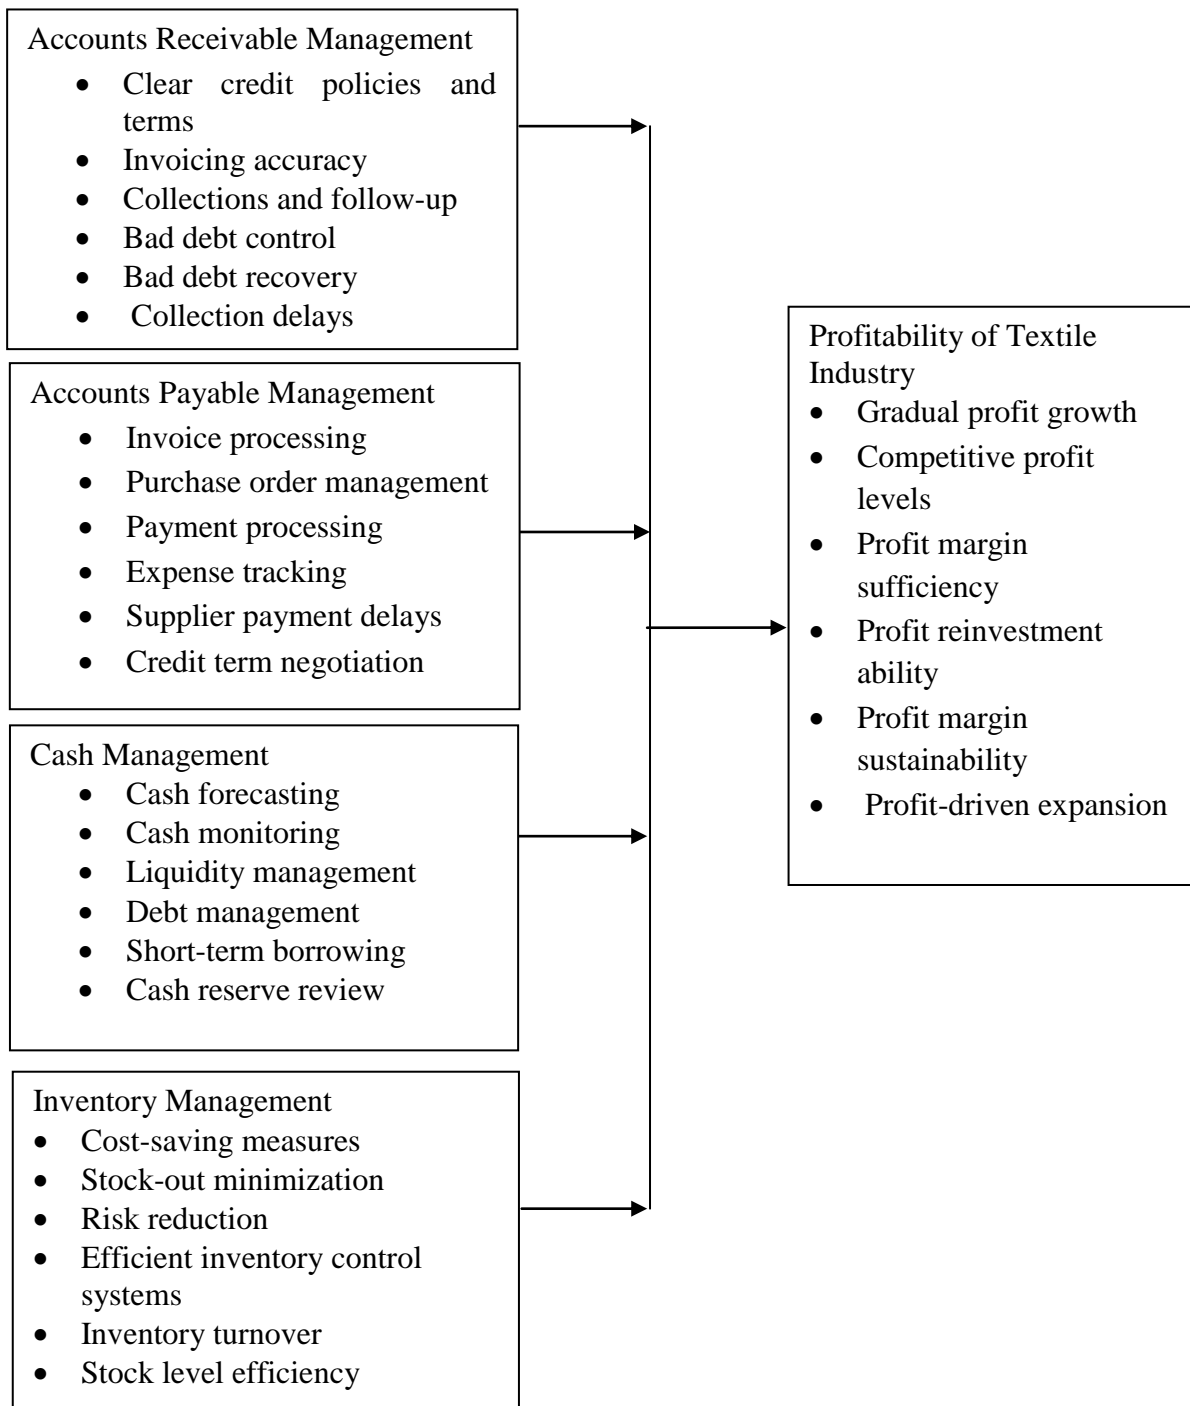 Accounts Receivable Management
• Clear credit policies and
terms
• Invoicing accuracy
• Collections and follow-up
• Bad debt control
• Bad debt recovery
• Collection delays
Accounts Payable Management
• Invoice processing
• Purchase order management
• Payment processing
• Expense tracking
• Supplier payment delays
• Credit term negotiation
Cash Management
• Cash forecasting
• Cash monitoring
• Liquidity management
• Debt management
• Short-term borrowing
• Cash reserve review
Inventory Management
• Cost-saving measures
• Stock-out minimization
• Risk reduction
• Efficient inventory control
systems
• Inventory turnover
• Stock level efficiency
Profitability of Textile
Industry
• Gradual profit growth
• Competitive profit
levels
• Profit margin
sufficiency
• Profit reinvestment
ability
• Profit margin
sustainability
• Profit-driven expansion